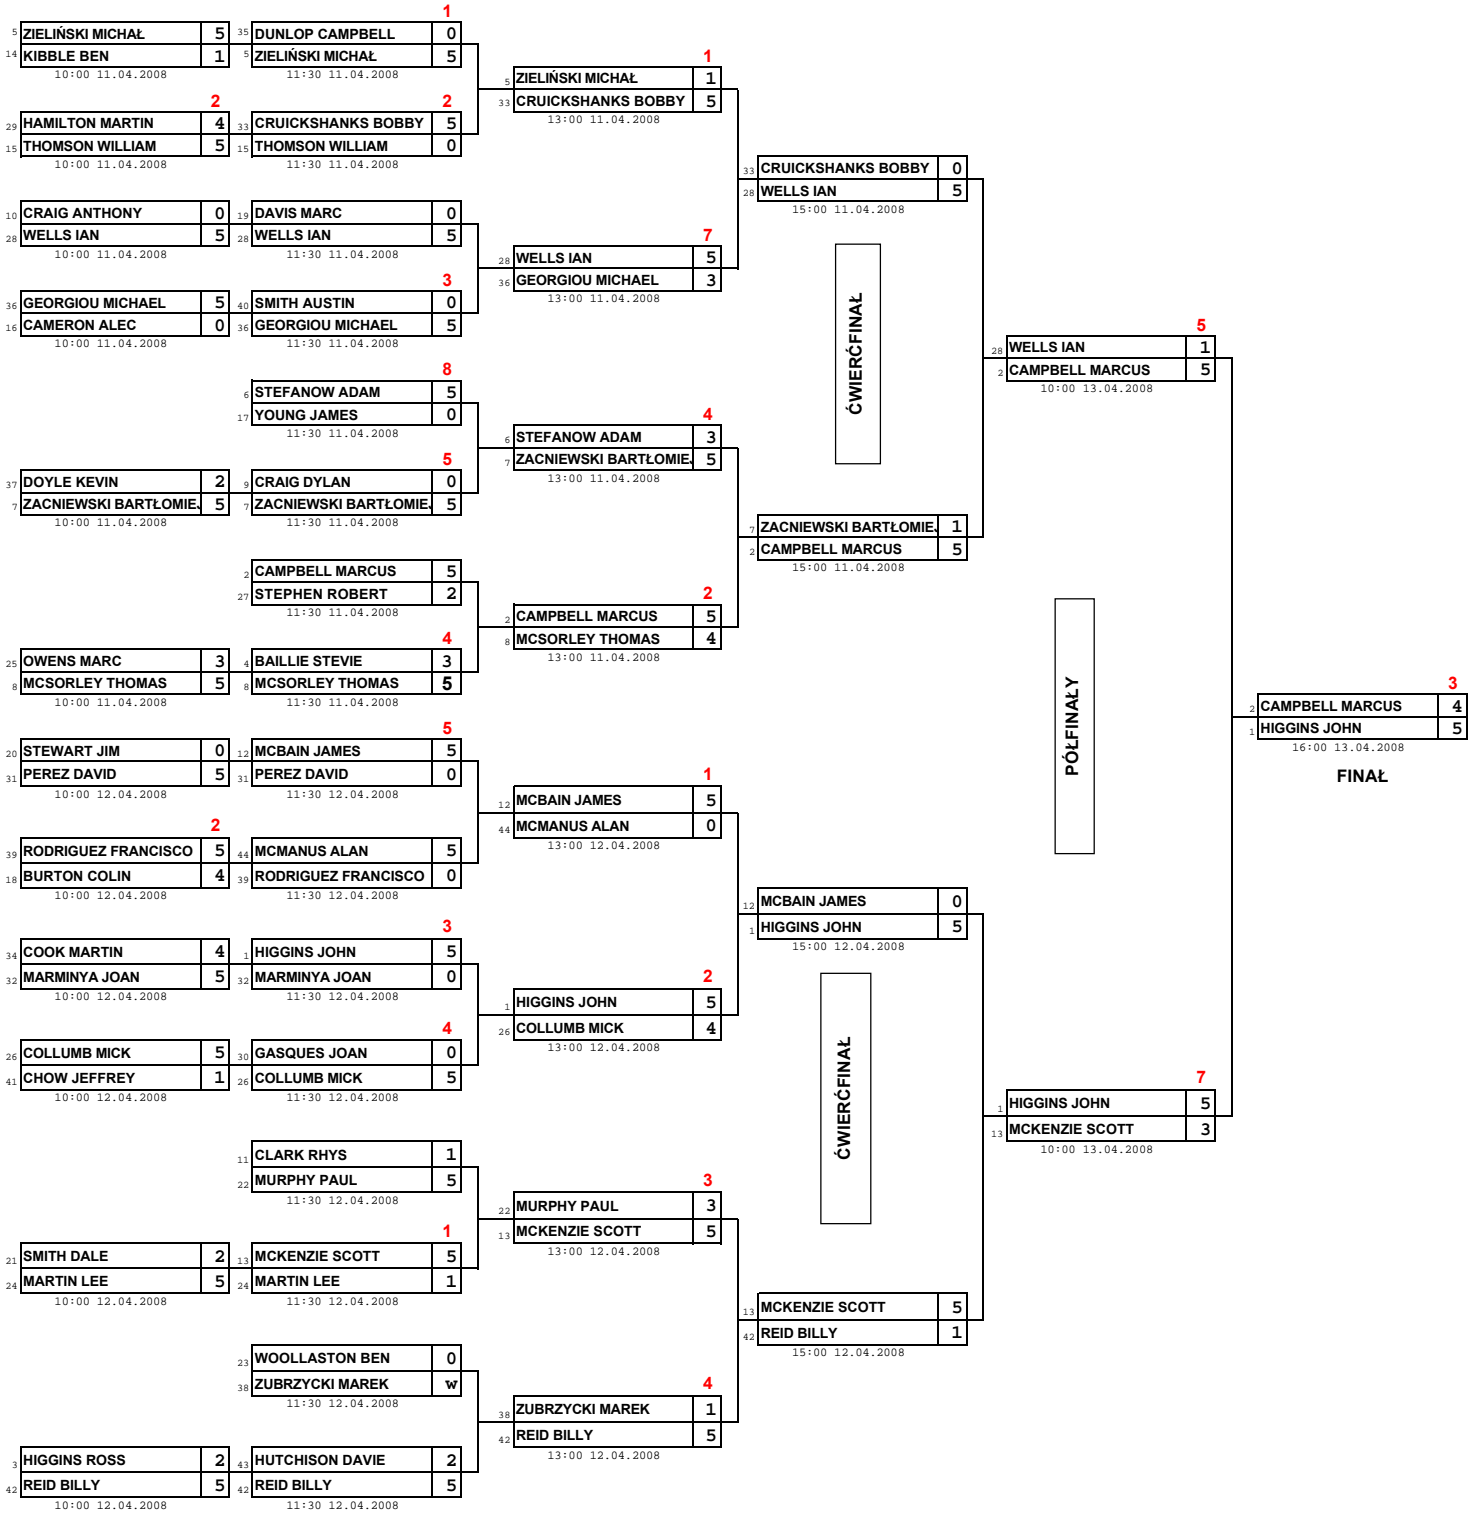 1
5 ZIELIŃSKI MICHAŁ 5 35 DUNLOP CAMPBELL 0
14 KIBBLE BEN 1 5 ZIELIŃSKI MICHAŁ 5
10:00 11.04.2008 11:30 11.04.2008
1
5 ZIELIŃSKI MICHAŁ 1
33 CRUICKSHANKS BOBBY 5
13:00 11.04.2008
2 2
29 HAMILTON MARTIN 4 33 CRUICKSHANKS BOBBY 5
15 THOMSON WILLIAM 5 15 THOMSON WILLIAM 0
10:00 11.04.2008 11:30 11.04.2008
33 CRUICKSHANKS BOBBY 0
28 WELLS IAN 5
15:00 11.04.2008
10 CRAIG ANTHONY 0 19 DAVIS MARC 0
28 WELLS IAN 5 28 WELLS IAN 5
10:00 11.04.2008 11:30 11.04.2008
7
28 WELLS IAN 5
36 GEORGIOU MICHAEL 3
13:00 11.04.2008
3
36 GEORGIOU MICHAEL 5 40 SMITH AUSTIN 0
16 CAMERON ALEC 0 36 GEORGIOU MICHAEL 5
10:00 11.04.2008 11:30 11.04.2008
ĆWIERĆFINAŁ
5
28 WELLS IAN 1
2 CAMPBELL MARCUS 5
10:00 13.04.2008
8
6 STEFANOW ADAM 5
17 YOUNG JAMES 0
11:30 11.04.2008
4
6 STEFANOW ADAM 3
7 ZACNIEWSKI BARTŁOMIEJ 5
13:00 11.04.2008
5
37 DOYLE KEVIN 2 9 CRAIG DYLAN 0
7 ZACNIEWSKI BARTŁOMIEJ 5 7 ZACNIEWSKI BARTŁOMIEJ 5
10:00 11.04.2008 11:30 11.04.2008
7 ZACNIEWSKI BARTŁOMIEJ 1
2 CAMPBELL MARCUS 5
15:00 11.04.2008
2 CAMPBELL MARCUS 5
27 STEPHEN ROBERT 2
11:30 11.04.2008
2
2 CAMPBELL MARCUS 5
8 MCSORLEY THOMAS 4
13:00 11.04.2008
4
25 OWENS MARC 3 4 BAILLIE STEVIE 3
8 MCSORLEY THOMAS 5 8 MCSORLEY THOMAS 5
10:00 11.04.2008 11:30 11.04.2008
PÓŁFINAŁY
3
2 CAMPBELL MARCUS 4
1 HIGGINS JOHN 5
16:00 13.04.2008
FINAŁ
5
20 STEWART JIM 0 12 MCBAIN JAMES 5
31 PEREZ DAVID 5 31 PEREZ DAVID 0
10:00 12.04.2008 11:30 12.04.2008
1
12 MCBAIN JAMES 5
44 MCMANUS ALAN 0
13:00 12.04.2008
2
39 RODRIGUEZ FRANCISCO 5 44 MCMANUS ALAN 5
18 BURTON COLIN 4 39 RODRIGUEZ FRANCISCO 0
10:00 12.04.2008 11:30 12.04.2008
12 MCBAIN JAMES 0
1 HIGGINS JOHN 5
15:00 12.04.2008
3
34 COOK MARTIN 4 1 HIGGINS JOHN 5
32 MARMINYA JOAN 5 32 MARMINYA JOAN 0
10:00 12.04.2008 11:30 12.04.2008
2
1 HIGGINS JOHN 5
26 COLLUMB MICK 4
13:00 12.04.2008
4
26 COLLUMB MICK 5 30 GASQUES JOAN 0
41 CHOW JEFFREY 1 26 COLLUMB MICK 5
10:00 12.04.2008 11:30 12.04.2008
ĆWIERĆFINAŁ
7
1 HIGGINS JOHN 5
13 MCKENZIE SCOTT 3
10:00 13.04.2008
11 CLARK RHYS 1
22 MURPHY PAUL 5
11:30 12.04.2008
3
22 MURPHY PAUL 3
13 MCKENZIE SCOTT 5
13:00 12.04.2008
1
21 SMITH DALE 2 13 MCKENZIE SCOTT 5
24 MARTIN LEE 5 24 MARTIN LEE 1
10:00 12.04.2008 11:30 12.04.2008
13 MCKENZIE SCOTT 5
42 REID BILLY 1
15:00 12.04.2008
23 WOOLLASTON BEN 0
38 ZUBRZYCKI MAREK w
11:30 12.04.2008
4
38 ZUBRZYCKI MAREK 1
42 REID BILLY 5
13:00 12.04.2008
3 HIGGINS ROSS 2 43 HUTCHISON DAVIE 2
42 REID BILLY 5 42 REID BILLY 5
10:00 12.04.2008 11:30 12.04.2008